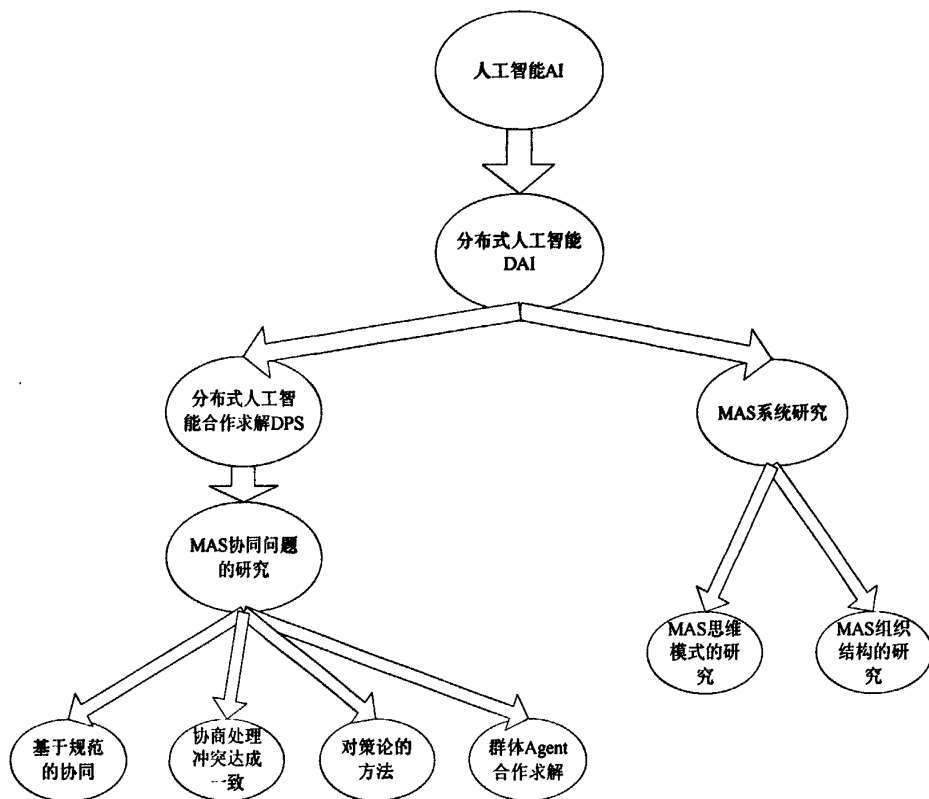 人工智能AI
分布式人工智能
DAI
分布式人工智
能合作求解DPS
MAS系统研究
MAS协同问题
的研究
MAS思维
模式的研
究
MAS组织
结构的研
究
基于规范
的协同
协商处理
冲突达成
一致
对策论的
方法
群体Agent
合作求解